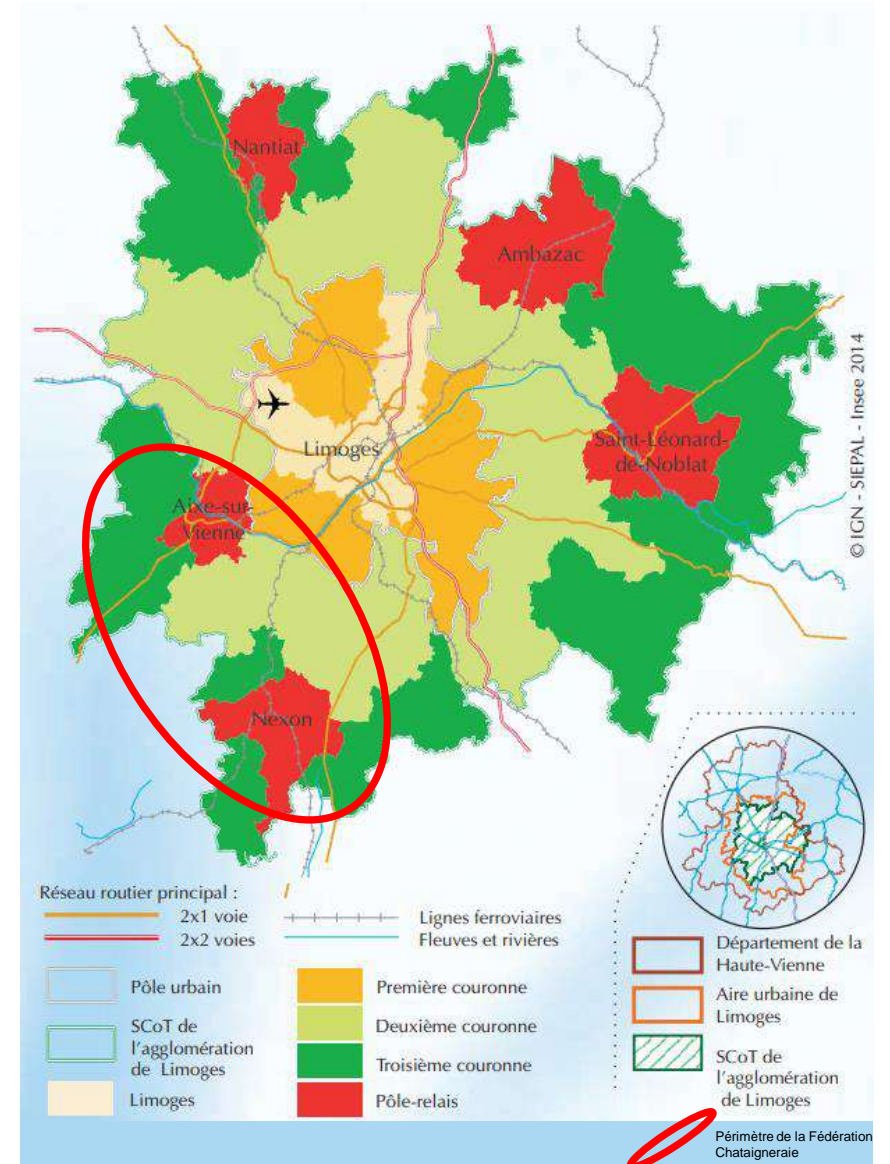 Nantiat
Ambazac
Limoges
Saint-Léonard-
de-Noblat
Aixe-sur-
Vienne
Nexon
© IGN - SIEPAL - Insee 2014
Réseau routier principal :
2x1 voie
2x2 voies
Lignes ferroviaires
Fleuves et rivières
Pôle urbain
SCoT de
l'agglomération
de Limoges
Limoges
Première couronne
Deuxième couronne
Troisième couronne
Pôle-relais
Département de la
Haute-Vienne
Aire urbaine de
Limoges
SCoT de
l'agglomération
de Limoges
Périmètre de la Fédération
Chataigneraie